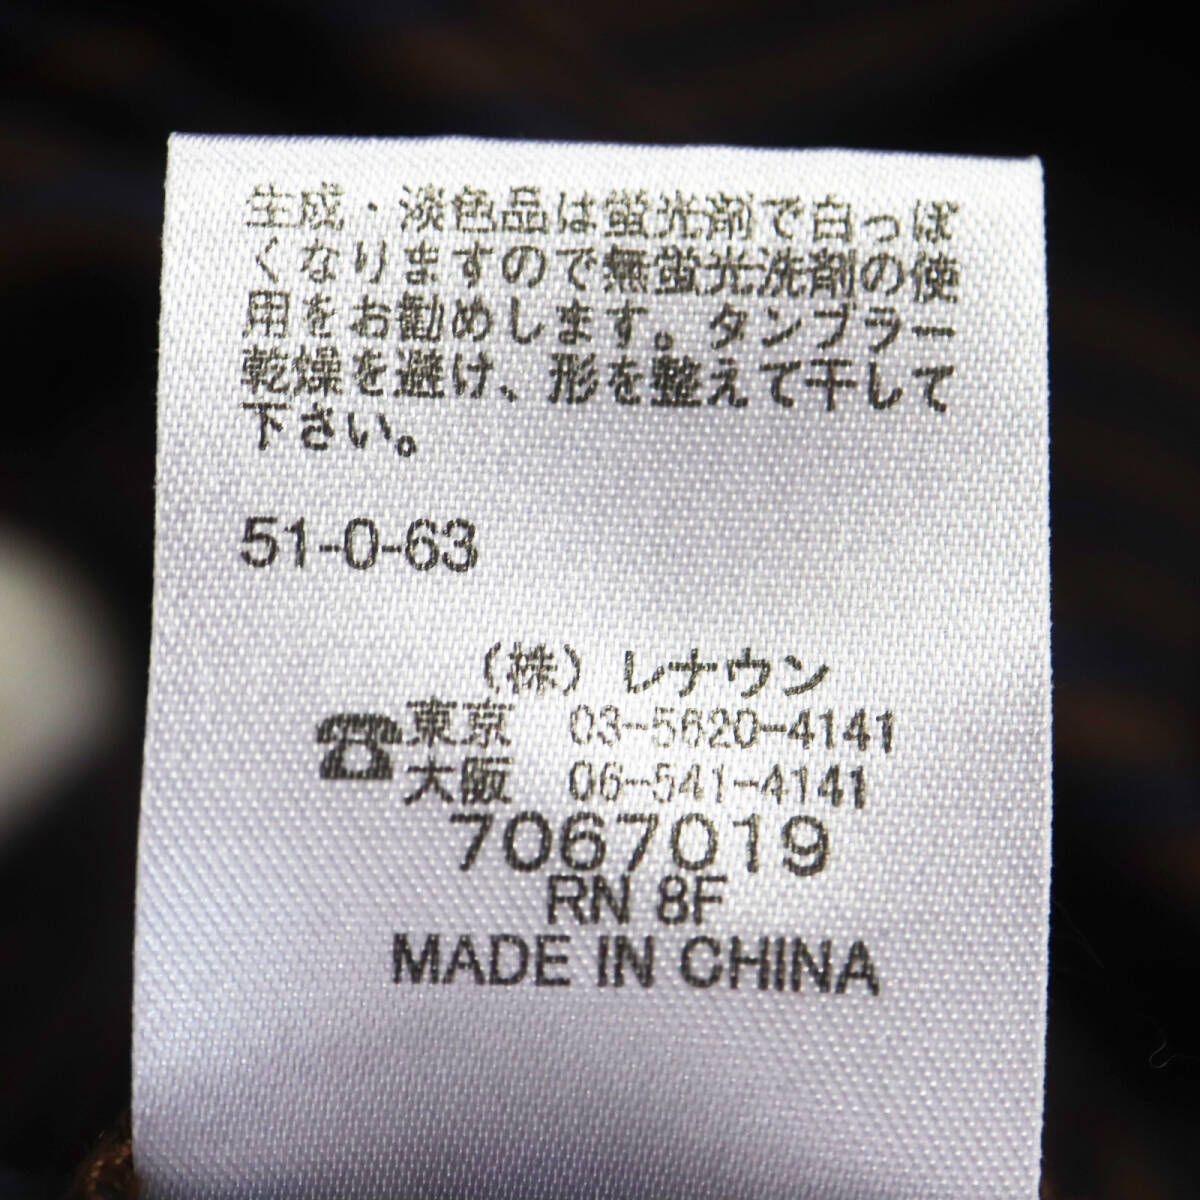 生成・淡色品は蛍光剤で白っぽ
くなりますので無蛍光洗剤の使
用をお勧めします。タンブラー
乾燥を避け、形を整えて干して
下さい。
51-0-63
(株) レナウン
☎東京 03-5620-4141
大阪 06-541-4141
7067019
RN 8F
MADE IN CHINA